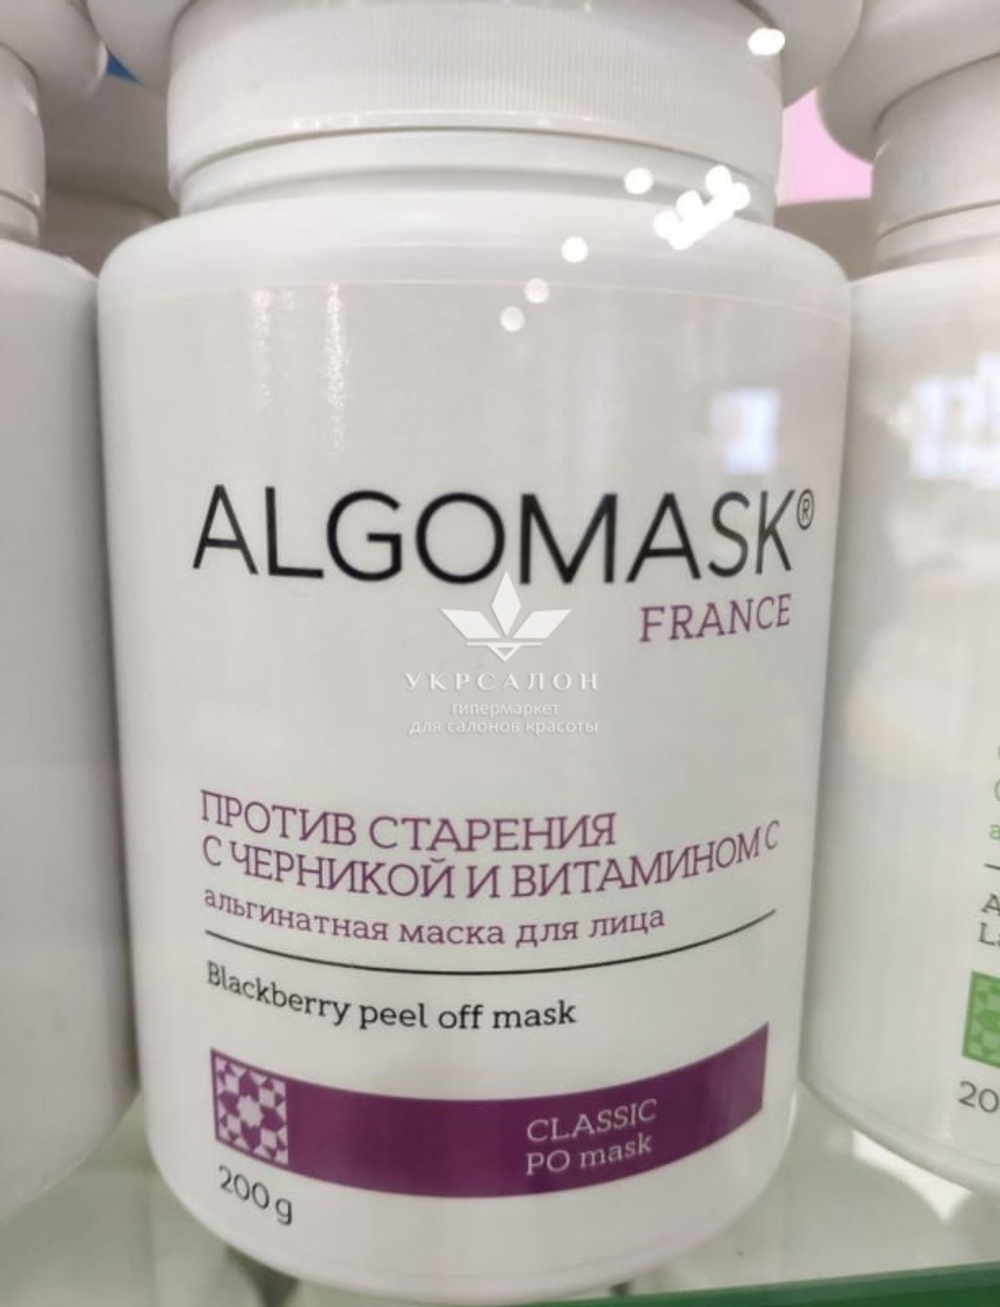 ALGOMASK®
FRANCE
УКРСАЛОН
гипермаркет
для салонов красоты
ПРОТИВ СТАРЕНИЯ
С ЧЕРНИКОЙ И ВИТАМИНОМ С
альгинатная маска для лица
Blackberry peel off mask
CLASSIC
PO mask
200 g